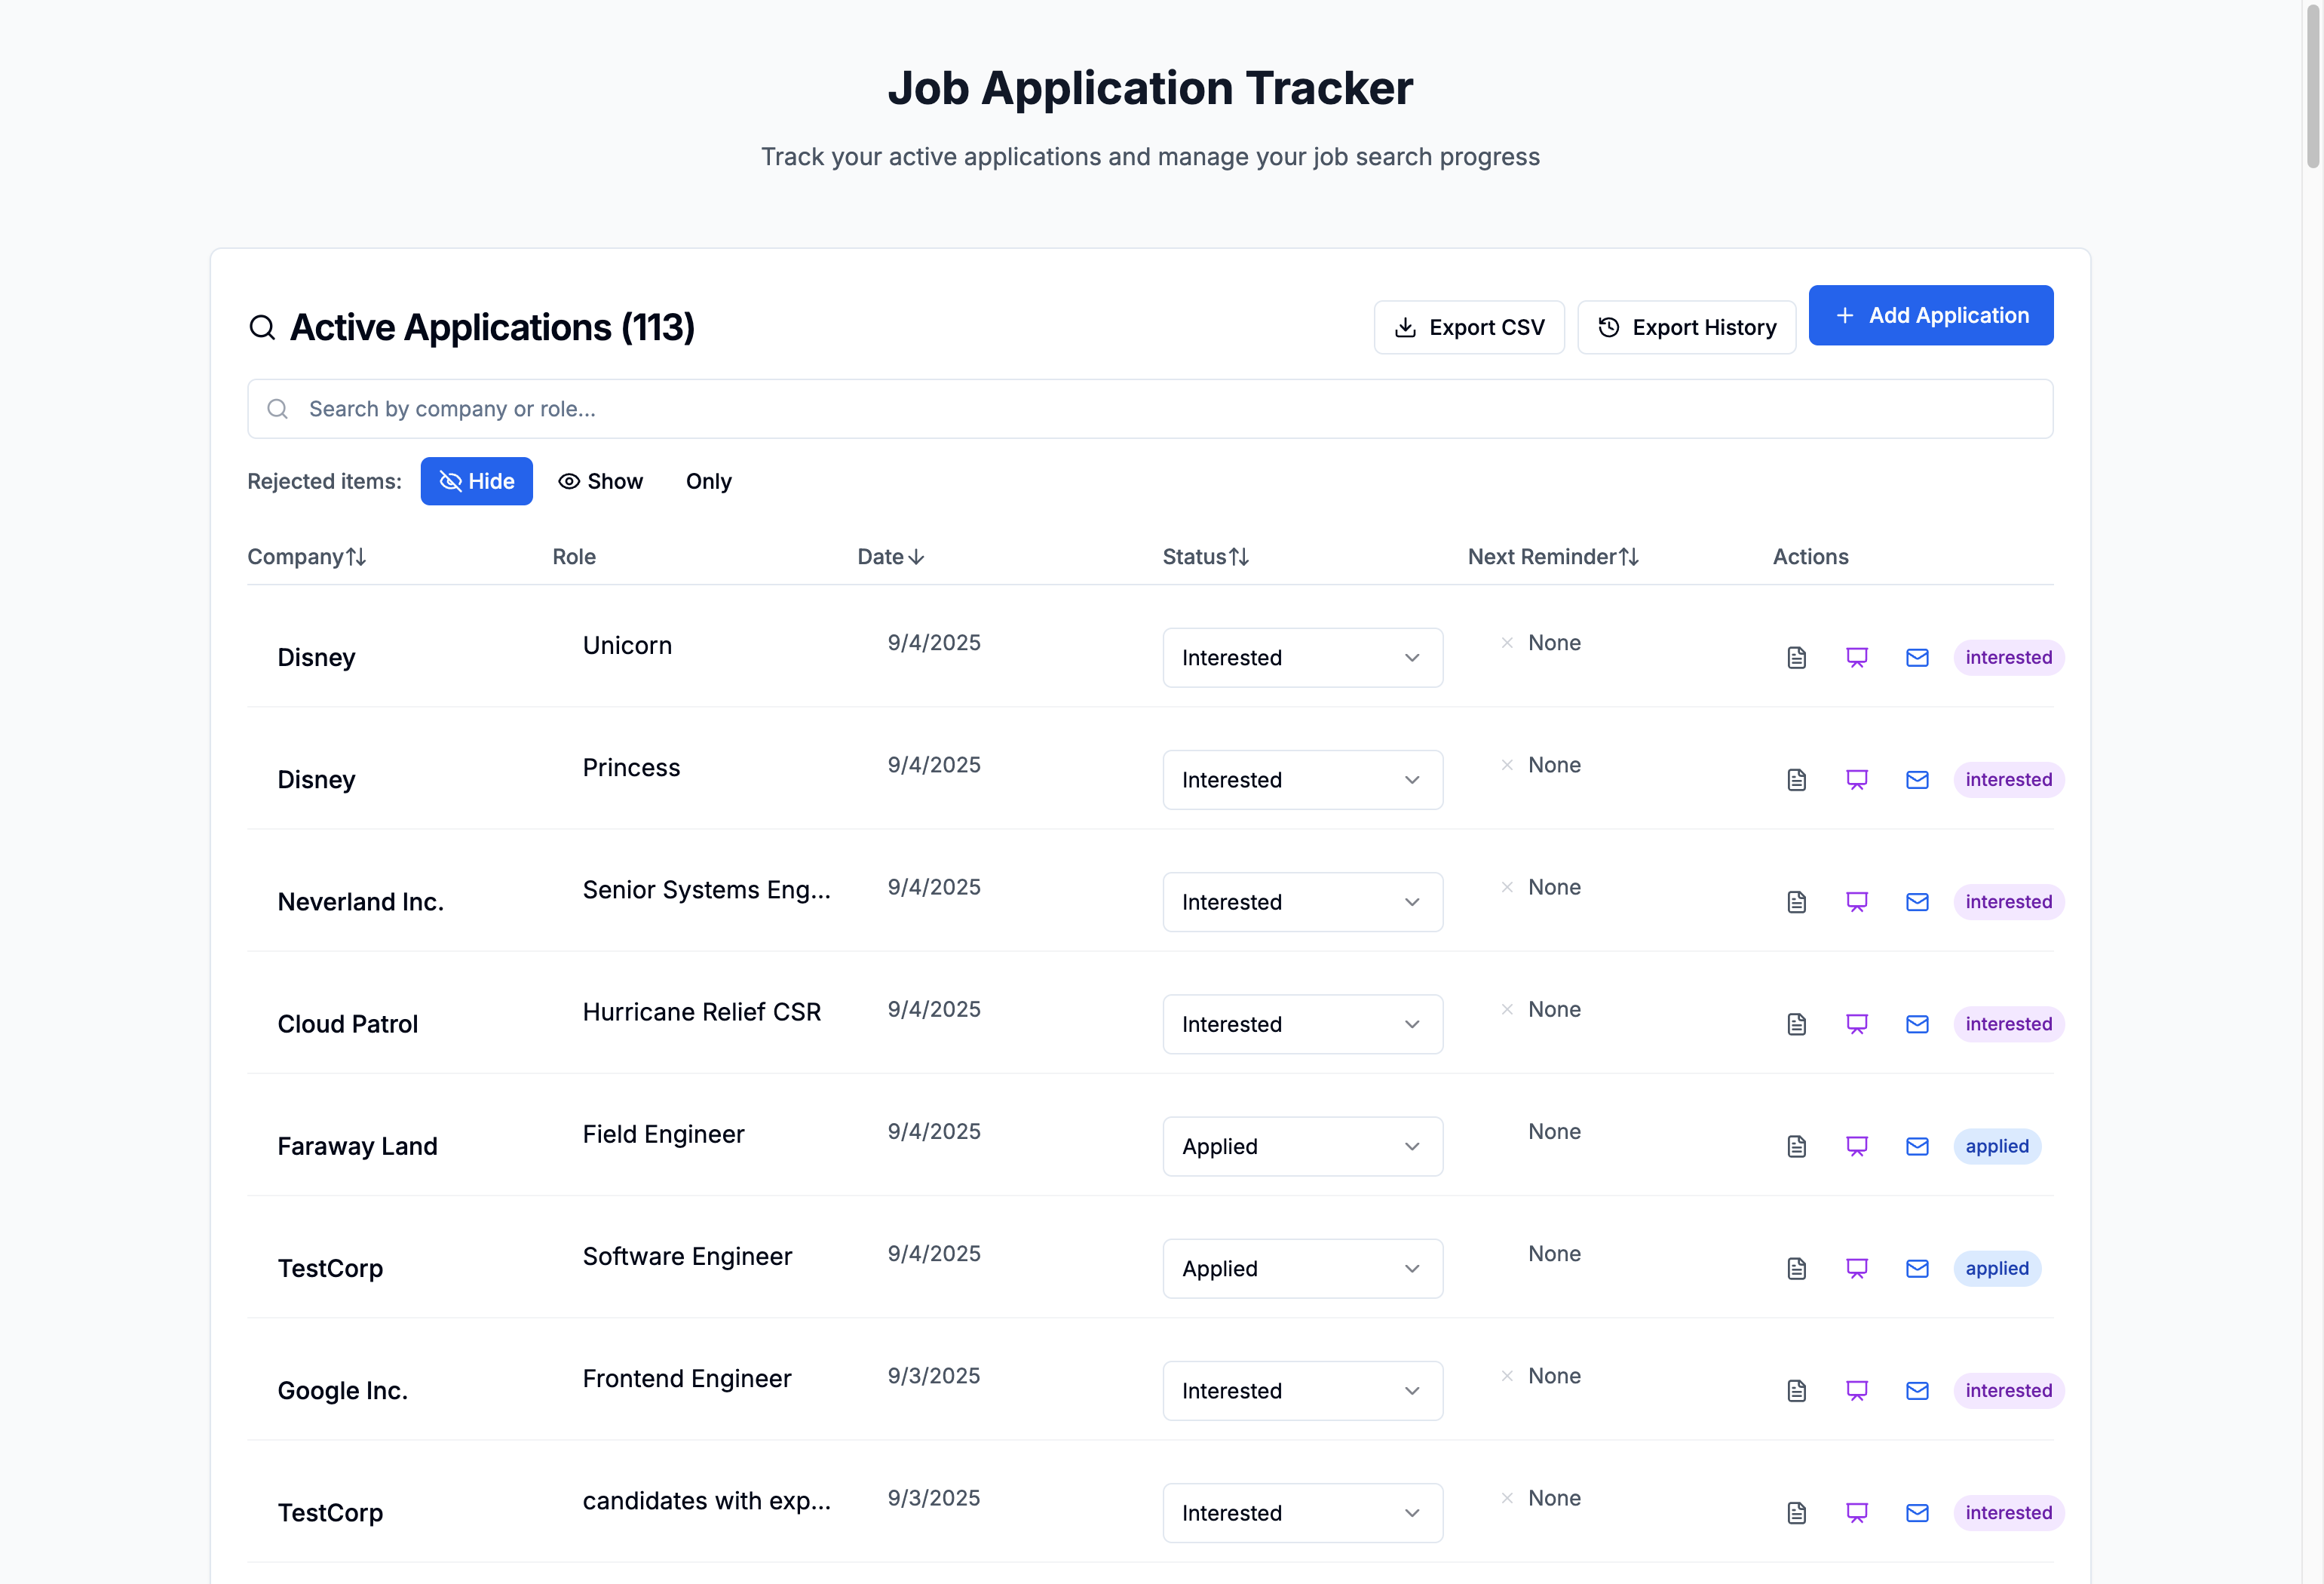 Job Application Tracker
Track your active applications and manage your job search progress
Active Applications (113)
Export CSV
Export History
Add Application
Search by company or role...
Rejected items: Hide Show Only
Company Role Date Status Next Reminder Actions
Disney Unicorn 9/4/2025 Interested None interested
Disney Princess 9/4/2025 Interested None interested
Neverland Inc. Senior Systems Eng... 9/4/2025 Interested None interested
Cloud Patrol Hurricane Relief CSR 9/4/2025 Interested None interested
Faraway Land Field Engineer 9/4/2025 Applied None applied
TestCorp Software Engineer 9/4/2025 Applied None applied
Google Inc. Frontend Engineer 9/3/2025 Interested None interested
TestCorp candidates with exp... 9/3/2025 Interested None interested